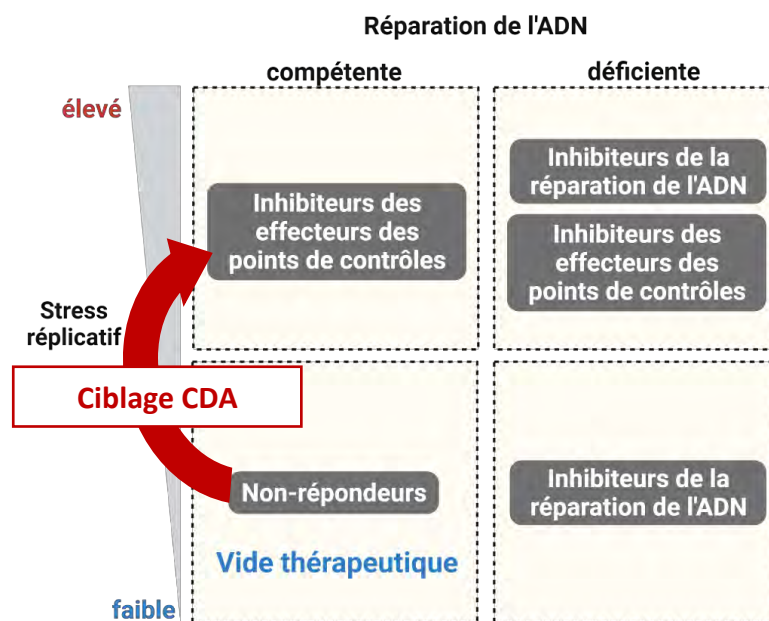 Réparation de l'ADN
compétente
déficiente
élevé
Inhibiteurs des
effecteurs des
points de contrôles
Inhibiteurs de la
réparation de l'ADN
Inhibiteurs des
effecteurs des
points de contrôles
Stress
réplicatif
Ciblage CDA
Non-répondeurs
Vide thérapeutique
Inhibiteurs de la
réparation de l'ADN
faible